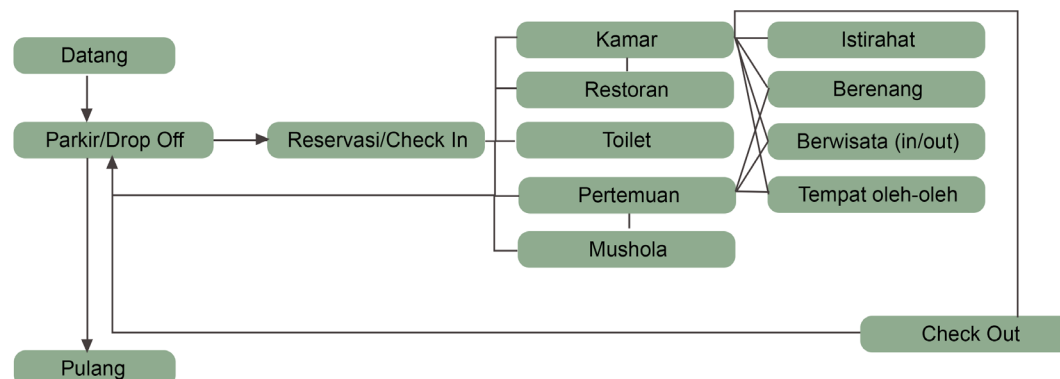 Datang
Parkir/Drop Off
Pulang
Reservasi/Check In
Kamar
Restoran
Toilet
Pertemuan
Mushola
Istirahat
Berenang
Berwisata (in/out)
Tempat oleh-oleh
Check Out